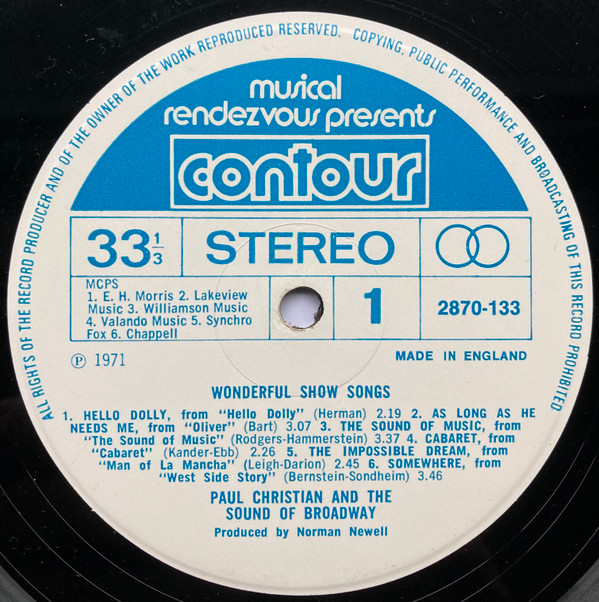 ALL RIGHTS OF THE RECORD PRODUCER AND OF THE OWNER OF THE WORK REPRODUCED RESERVED. COPYING, PUBLIC PERFORMANCE AND BROADCASTING OF THIS RECORD PROHIBITED
musical
rendezvous presents
contour
33⅓ STEREO
MCPS
1. E. H. Morris 2. Lakeview
Music 3. Williamson Music
4. Valando Music 5. Synchro
Fox 6. Chappell
1
2870-133
Ⓟ 1971
MADE IN ENGLAND
WONDERFUL SHOW SONGS
1. HELLO DOLLY, from "Hello Dolly" (Herman) 2.19 2. AS LONG AS HE
NEEDS ME, from "Oliver" (Bart) 3.07 3. THE SOUND OF MUSIC, from
"The Sound of Music" (Rodgers-Hammerstein) 3.37 4. CABARET, from
"Cabaret" (Kander-Ebb) 2.26 5. THE IMPOSSIBLE DREAM, from
"Man of La Mancha" (Leigh-Darion) 2.45 6. SOMEWHERE, from
"West Side Story" (Bernstein-Sondheim) 3.46
PAUL CHRISTIAN AND THE
SOUND OF BROADWAY
Produced by Norman Newell